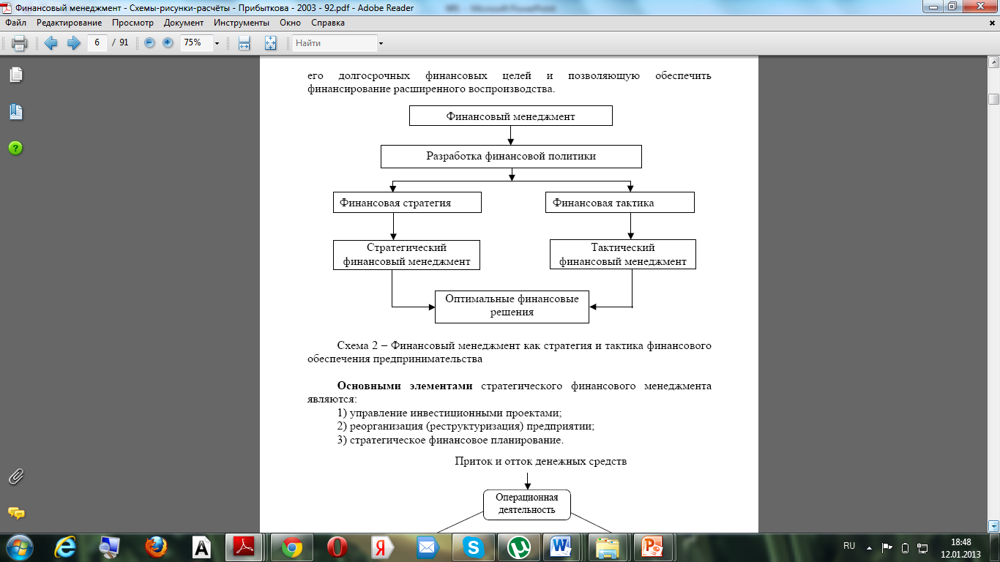 Финансовый менеджмент - Схемы-рисунки-расчёты - Прибыткова - 2003 - 92.pdf - Adobe Reader
Файл Редактирование Просмотр Документ Инструменты Окно Справка
6 / 91 75% Найти
его долгосрочных финансовых целей и позволяющую обеспечить
финансирование расширенного воспроизводства.
Финансовый менеджмент
Разработка финансовой политики
Финансовая стратегия
Финансовая тактика
Стратегический
финансовый менеджмент
Тактический
финансовый менеджмент
Оптимальные финансовые
решения
Схема 2 – Финансовый менеджмент как стратегия и тактика финансового
обеспечения предпринимательства
Основными элементами стратегического финансового менеджмента
являются:
1) управление инвестиционными проектами;
2) реорганизация (реструктуризация) предприятии;
3) стратегическое финансовое планирование.
Приток и отток денежных средств
Операционная
деятельность
RU
18:48
12.01.2013